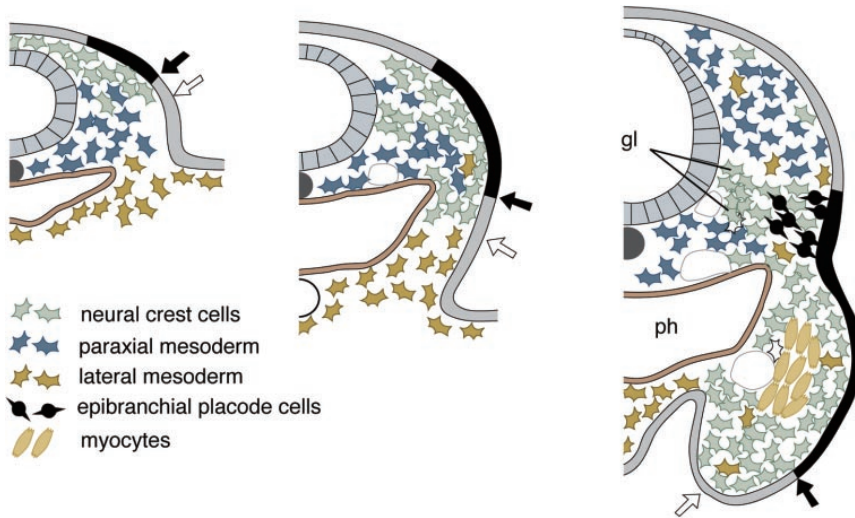 gl
ph
neural crest cells
paraxial mesoderm
lateral mesoderm
epibranchial placode cells
myocytes